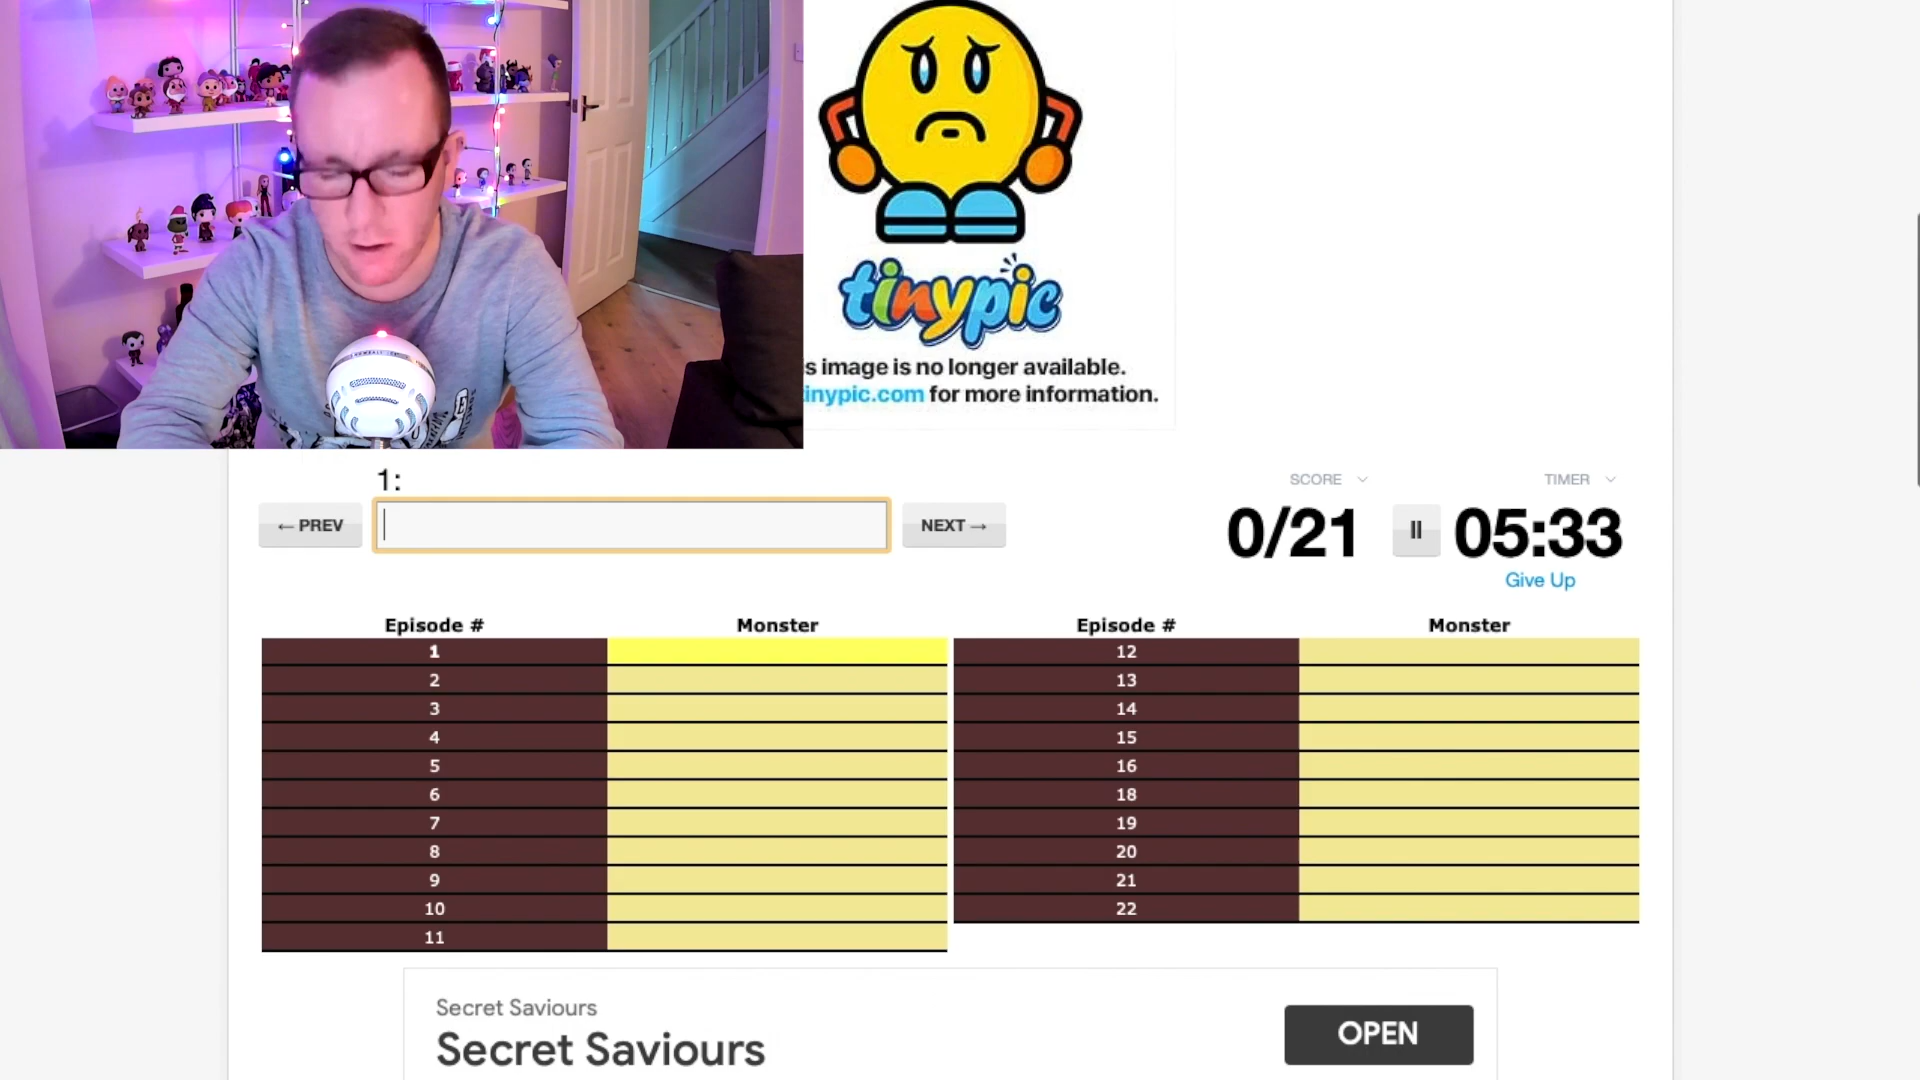 tinypic
s image is no longer available.
inypic.com for more information.
1:
← PREV
NEXT →
SCORE
TIMER
0/21
05:33
Give Up
Episode #
Monster
Episode #
Monster
1
12
2
13
3
14
4
15
5
16
6
18
7
19
8
20
9
21
10
22
11
Secret Saviours
Secret Saviours
OPEN